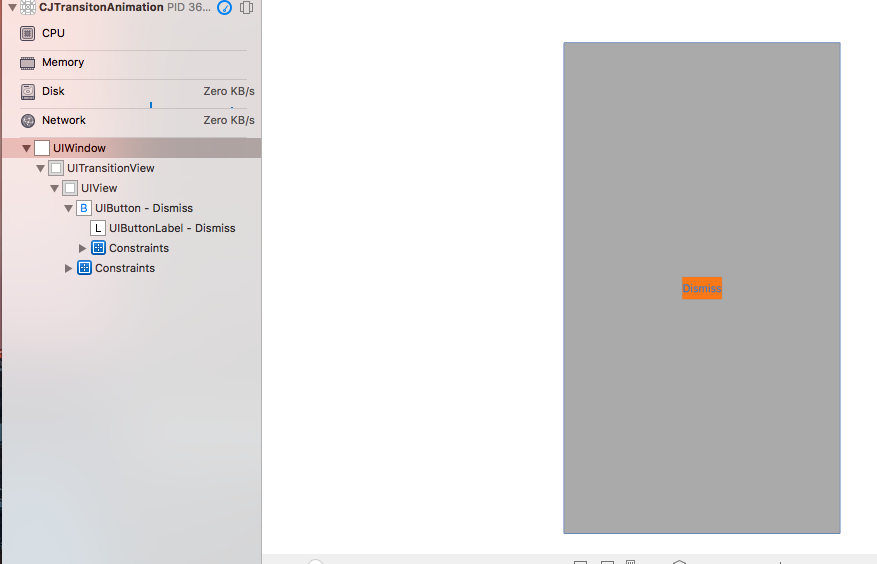 CJTransitonAnimation PID 36...
CPU
Memory
Disk Zero KB/s
Network Zero KB/s
UIWindow
UITransitionView
UIView
B UIButton - Dismiss
L UIButtonLabel - Dismiss
Constraints
Constraints
Dismiss